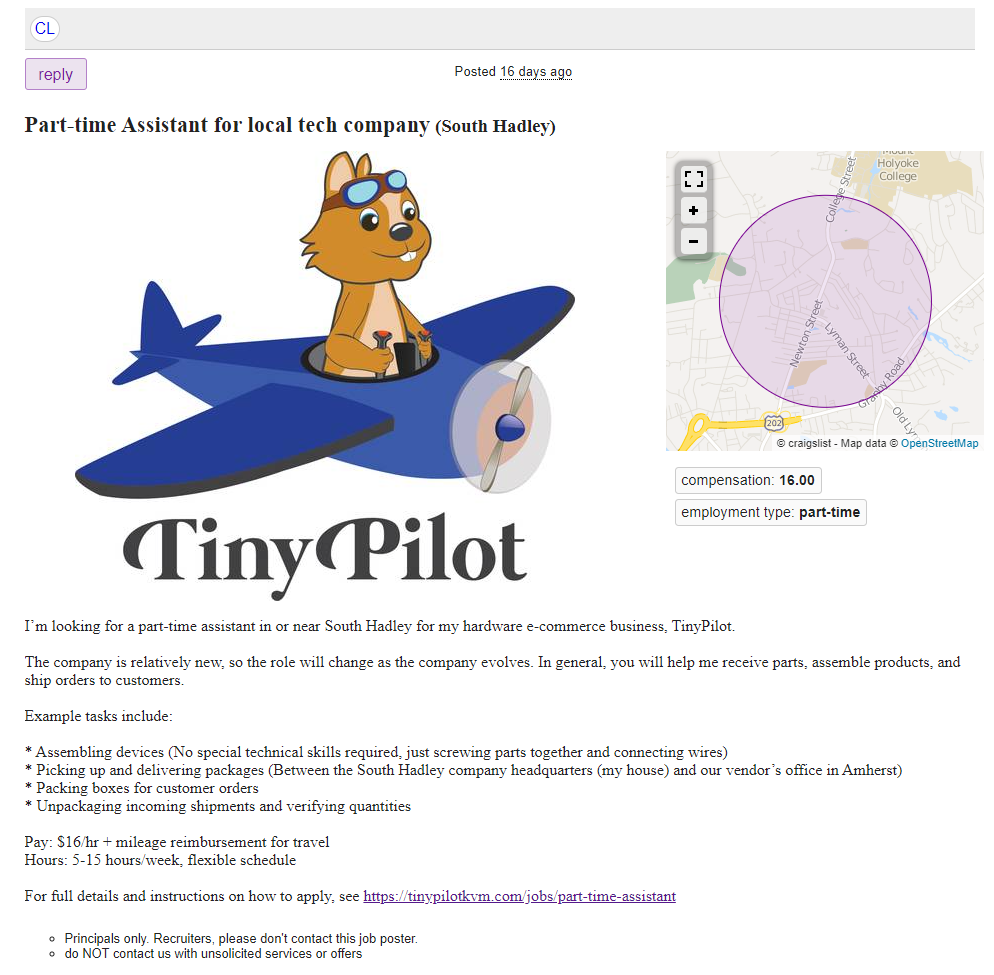 CL
reply
Posted 16 days ago
Part-time Assistant for local tech company (South Hadley)
Mount
Holyoke
College
College Street
+
−
Newton Street
Lyman Street
Granby Road
202
© craigslist - Map data © OpenStreetMap
compensation: 16.00
employment type: part-time
TinyPilot
I’m looking for a part-time assistant in or near South Hadley for my hardware e-commerce business, TinyPilot.
The company is relatively new, so the role will change as the company evolves. In general, you will help me receive parts, assemble products, and
ship orders to customers.
Example tasks include:
* Assembling devices (No special technical skills required, just screwing parts together and connecting wires)
* Picking up and delivering packages (Between the South Hadley company headquarters (my house) and our vendor’s office in Amherst)
* Packing boxes for customer orders
* Unpackaging incoming shipments and verifying quantities
Pay: $16/hr + mileage reimbursement for travel
Hours: 5-15 hours/week, flexible schedule
For full details and instructions on how to apply, see https://tinypilotkvm.com/jobs/part-time-assistant
Principals only. Recruiters, please don't contact this job poster.
do NOT contact us with unsolicited services or offers